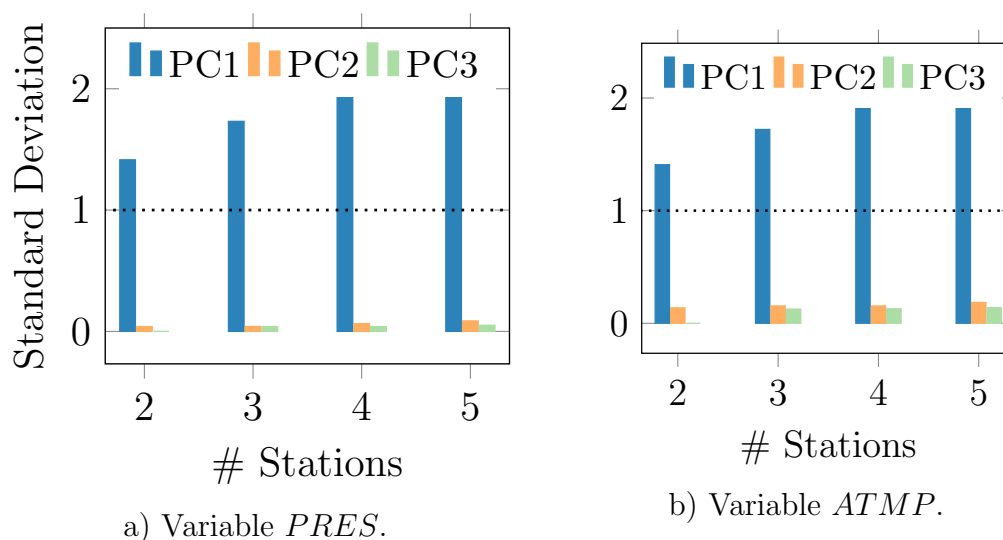 Standard Deviation
PC1 PC2 PC3
2
1
0
2 3 4 5
# Stations
a) Variable PRES.
PC1 PC2 PC3
2
1
0
2 3 4 5
# Stations
b) Variable ATMP.